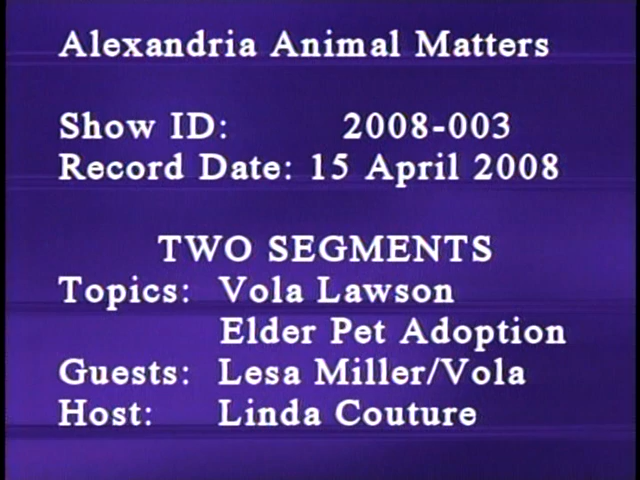 Alexandria Animal Matters
Show ID: 2008-003
Record Date: 15 April 2008
TWO SEGMENTS
Topics: Vola Lawson
Elder Pet Adoption
Guests: Lesa Miller/Vola
Host: Linda Couture